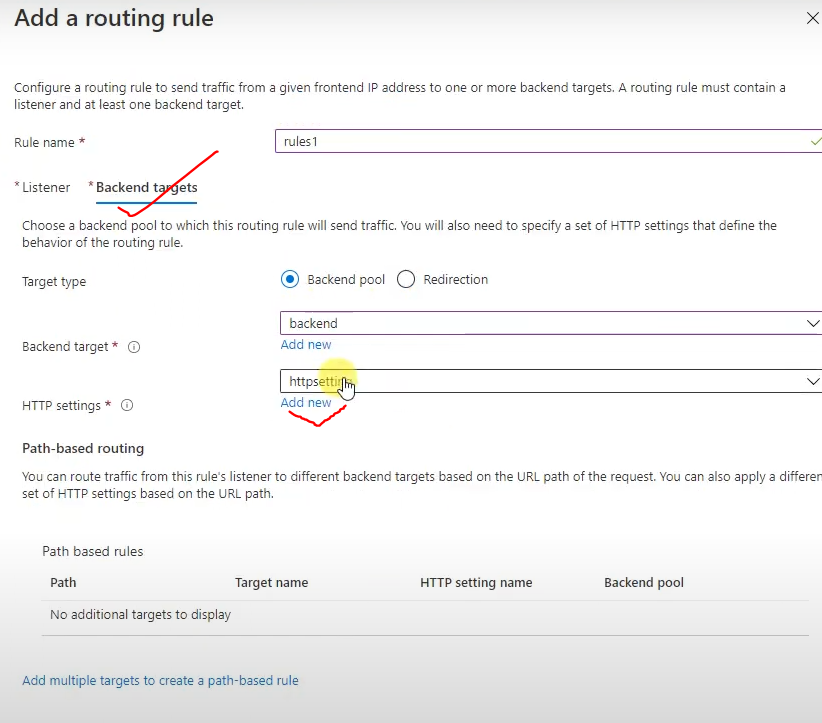 Add a routing rule
Configure a routing rule to send traffic from a given frontend IP address to one or more backend targets. A routing rule must contain a
listener and at least one backend target.
Rule name *
rules1
* Listener
* Backend targets
Choose a backend pool to which this routing rule will send traffic. You will also need to specify a set of HTTP settings that define the
behavior of the routing rule.
Target type
Backend pool
Redirection
backend
Backend target *
Add new
httpsetting
HTTP settings *
Add new
Path-based routing
You can route traffic from this rule's listener to different backend targets based on the URL path of the request. You can also apply a different
set of HTTP settings based on the URL path.
Path based rules
Path Target name HTTP setting name Backend pool
No additional targets to display
Add multiple targets to create a path-based rule